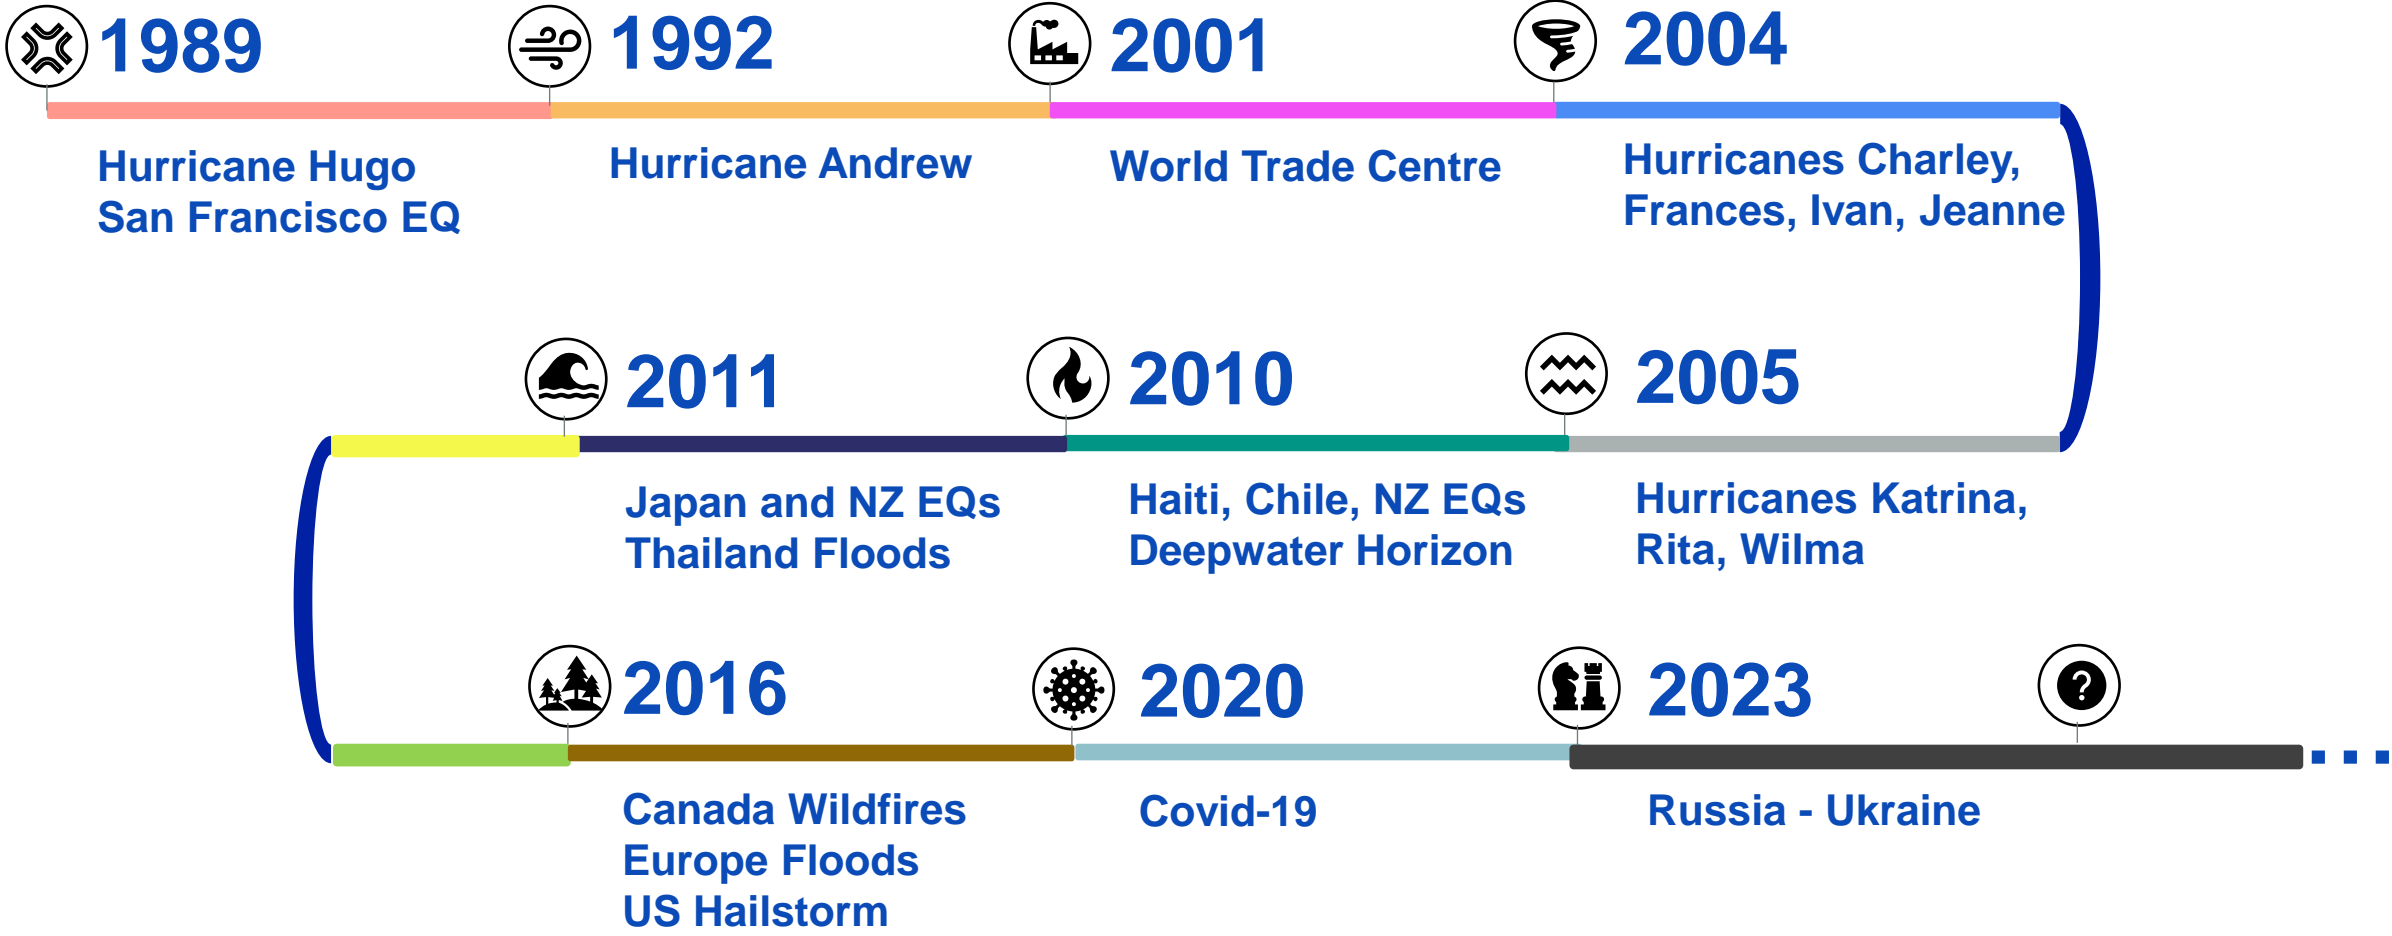 1989
Hurricane Hugo
San Francisco EQ
1992
Hurricane Andrew
2001
World Trade Centre
2004
Hurricanes Charley,
Frances, Ivan, Jeanne
2005
Hurricanes Katrina,
Rita, Wilma
2010
Haiti, Chile, NZ EQs
Deepwater Horizon
2011
Japan and NZ EQs
Thailand Floods
2016
Canada Wildfires
Europe Floods
US Hailstorm
2020
Covid-19
2023
Russia - Ukraine
?